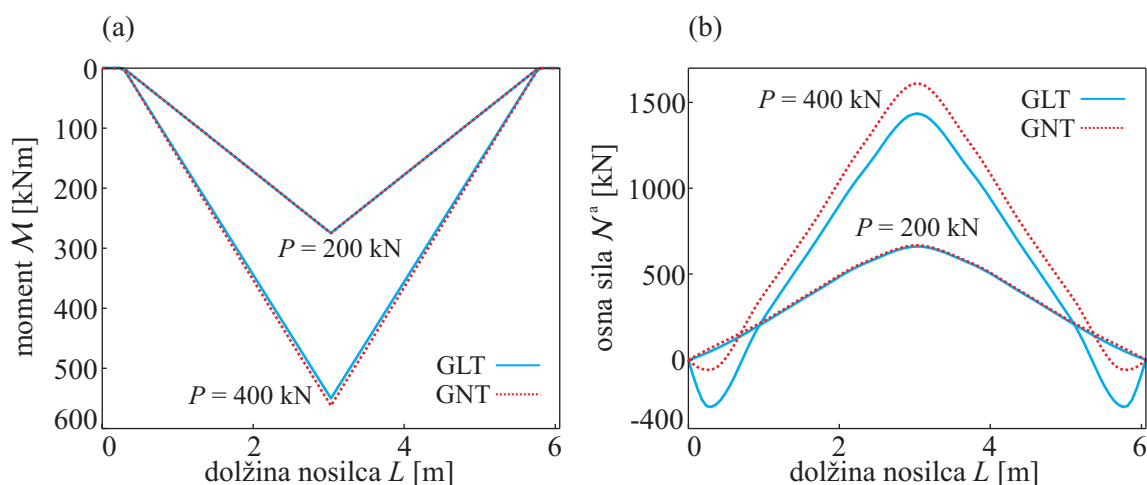 (a)
moment M [kNm]
0
100
200
300
400
500
600
P = 200 kN
P = 400 kN
GLT
GNT
0
2
4
6
dolžina nosilca L [m]
(b)
osna sila N ᵃ [kN]
1500
1000
500
0
-400
P = 400 kN
P = 200 kN
GLT
GNT
0
2
4
6
dolžina nosilca L [m]